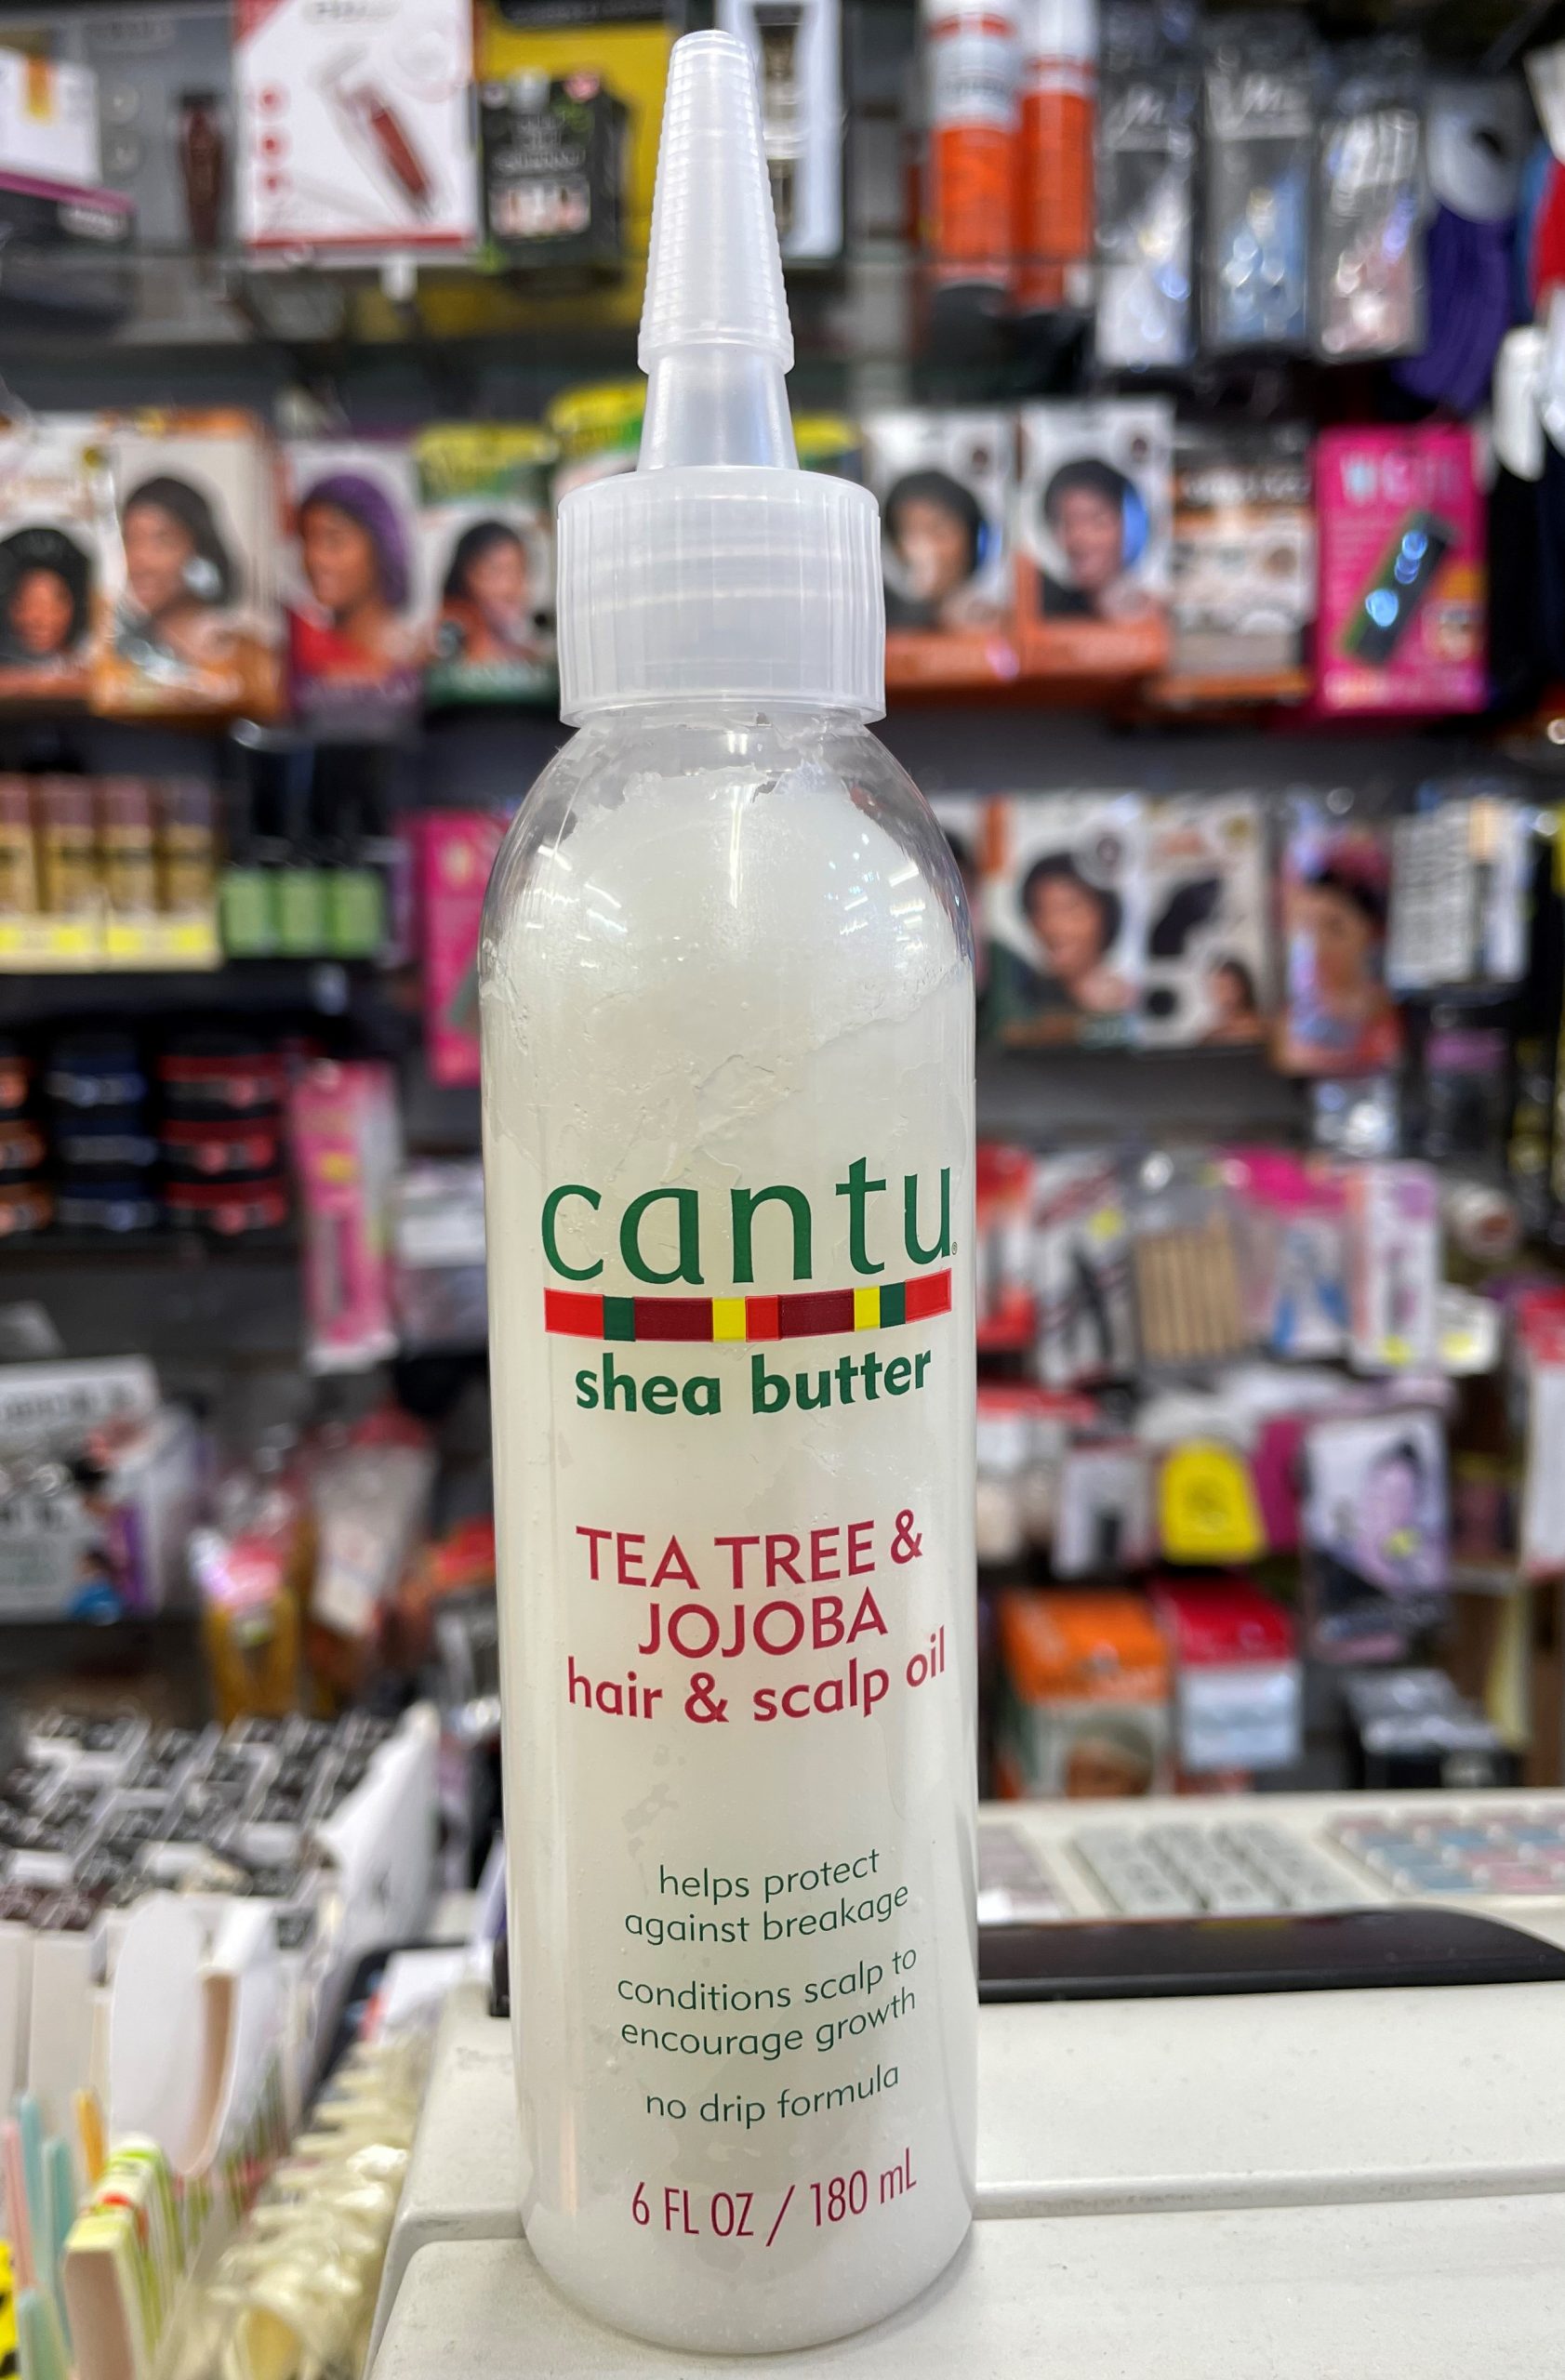 cantu®
shea butter
TEA TREE &
JOJOBA
hair & scalp oil
helps protect
against breakage
conditions scalp to
encourage growth
no drip formula
6 FL OZ / 180 mL